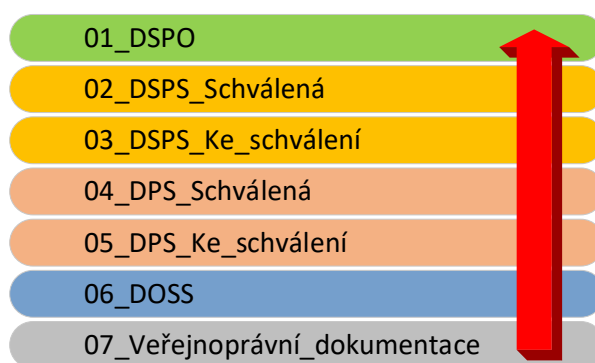 01_DSPO
02_DSPS_Schválená
03_DSPS_Ke_schválení
04_DPS_Schválená
05_DPS_Ke_schválení
06_DOSS
07_Veřejnoprávní_dokumentace